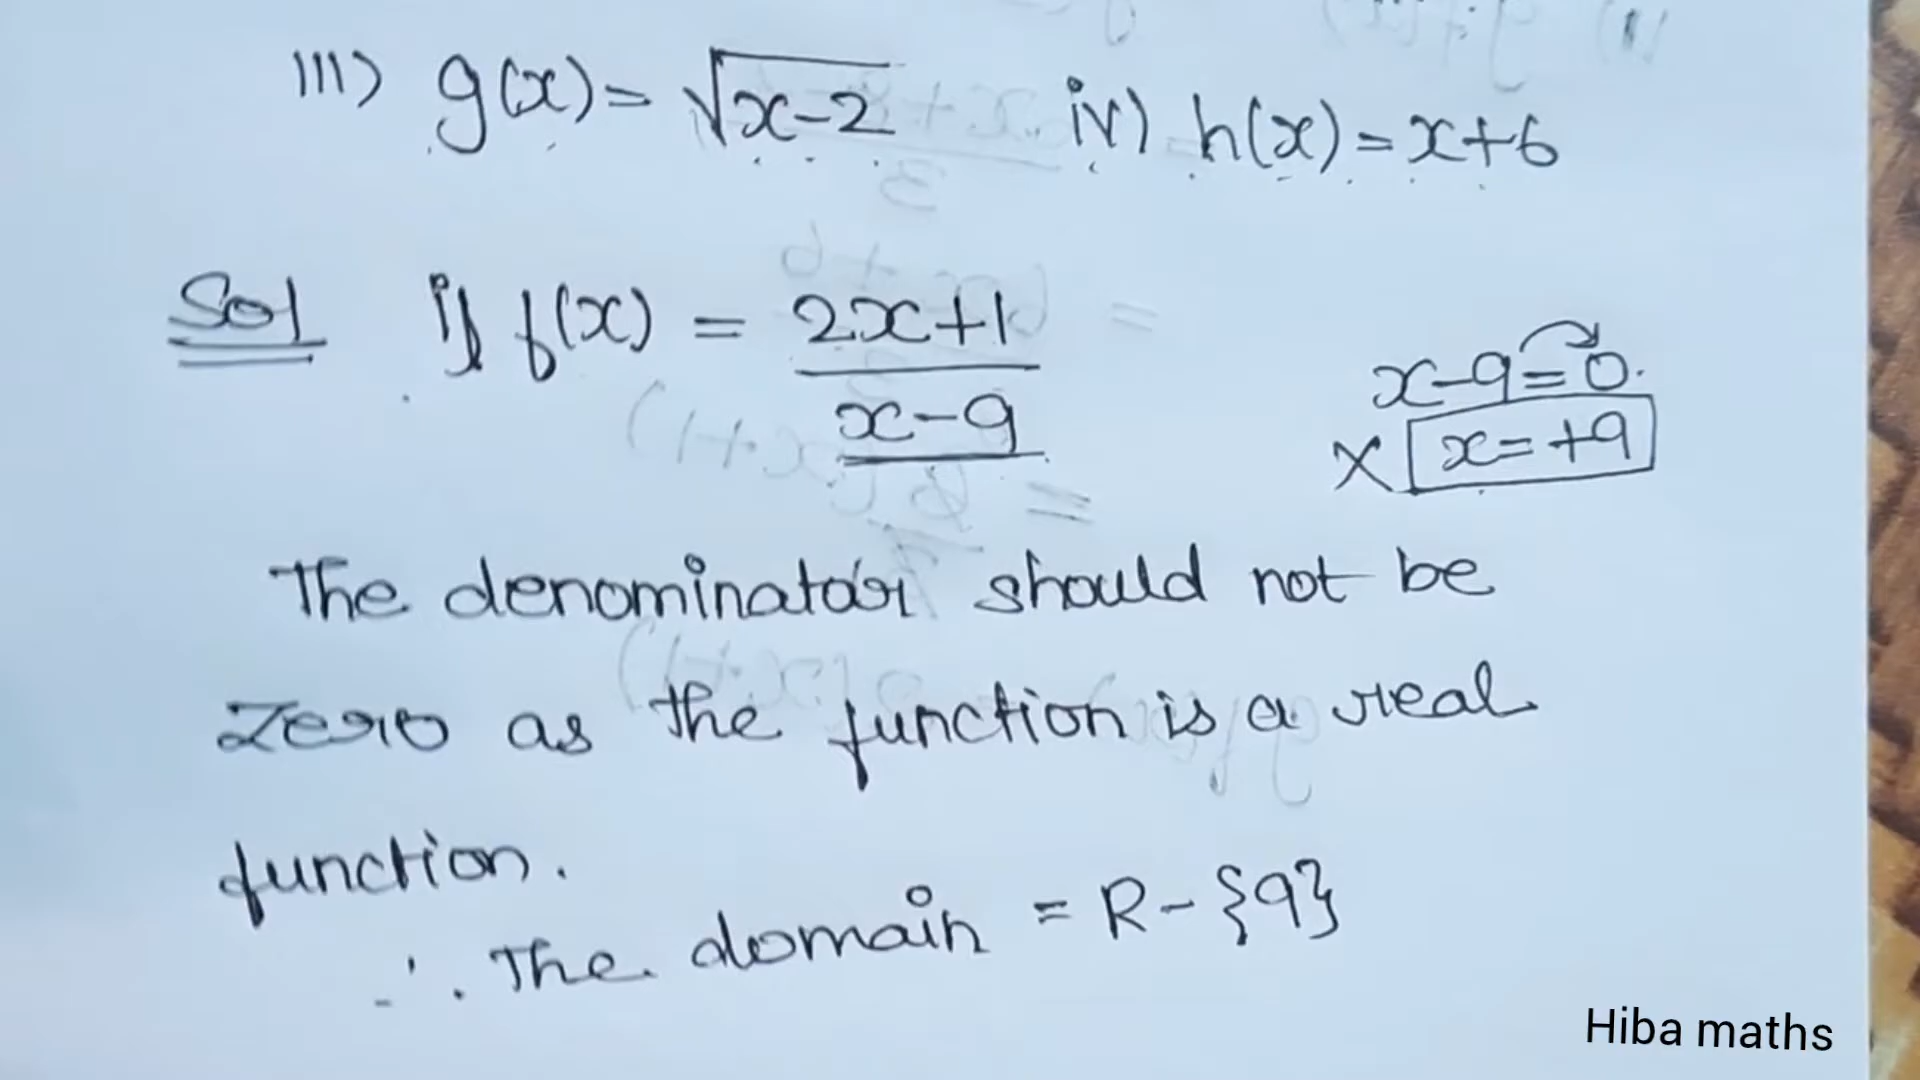 iii) g(x) = √x-2 iv) h(x) = x+6
Sol i) f(x) = 2x+1
x-9
x-9=0.
× x=+9
The denominator should not be
zero as the function is a real
function.
∴ The domain = R-{9}
Hiba maths